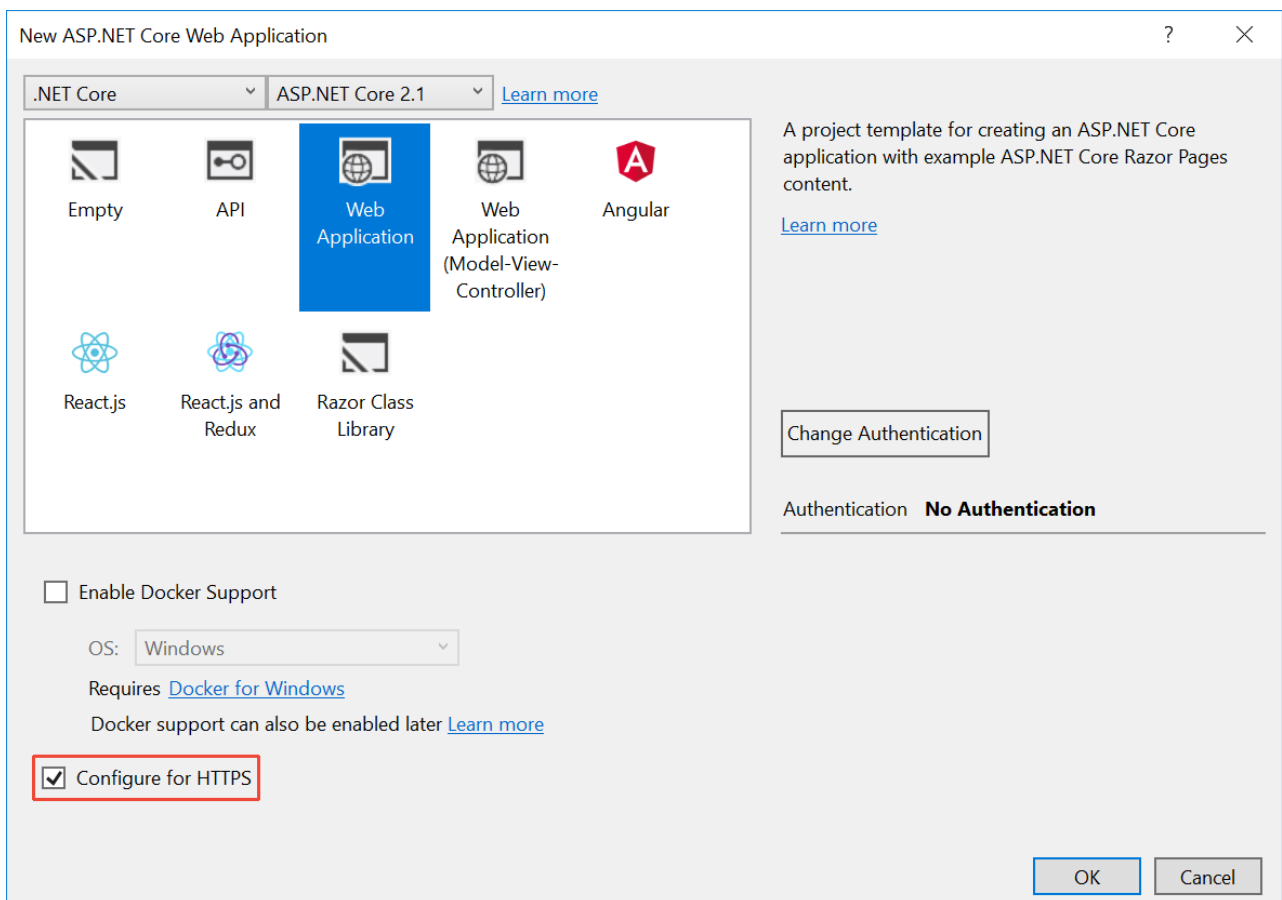 New ASP.NET Core Web Application
?
.NET Core
ASP.NET Core 2.1
Learn more
Empty
API
Web
Application
Web
Application
(Model-View-
Controller)
Angular
React.js
React.js and
Redux
Razor Class
Library
A project template for creating an ASP.NET Core
application with example ASP.NET Core Razor Pages
content.
Learn more
Change Authentication
Authentication No Authentication
Enable Docker Support
OS: Windows
Requires Docker for Windows
Docker support can also be enabled later Learn more
Configure for HTTPS
OK
Cancel